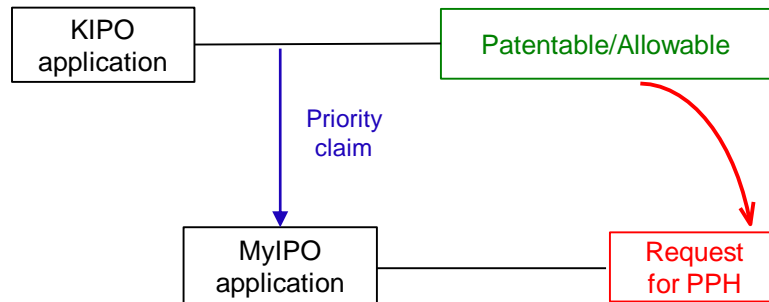 KIPO
application
Patentable/Allowable
Priority
claim
MyIPO
application
Request
for PPH